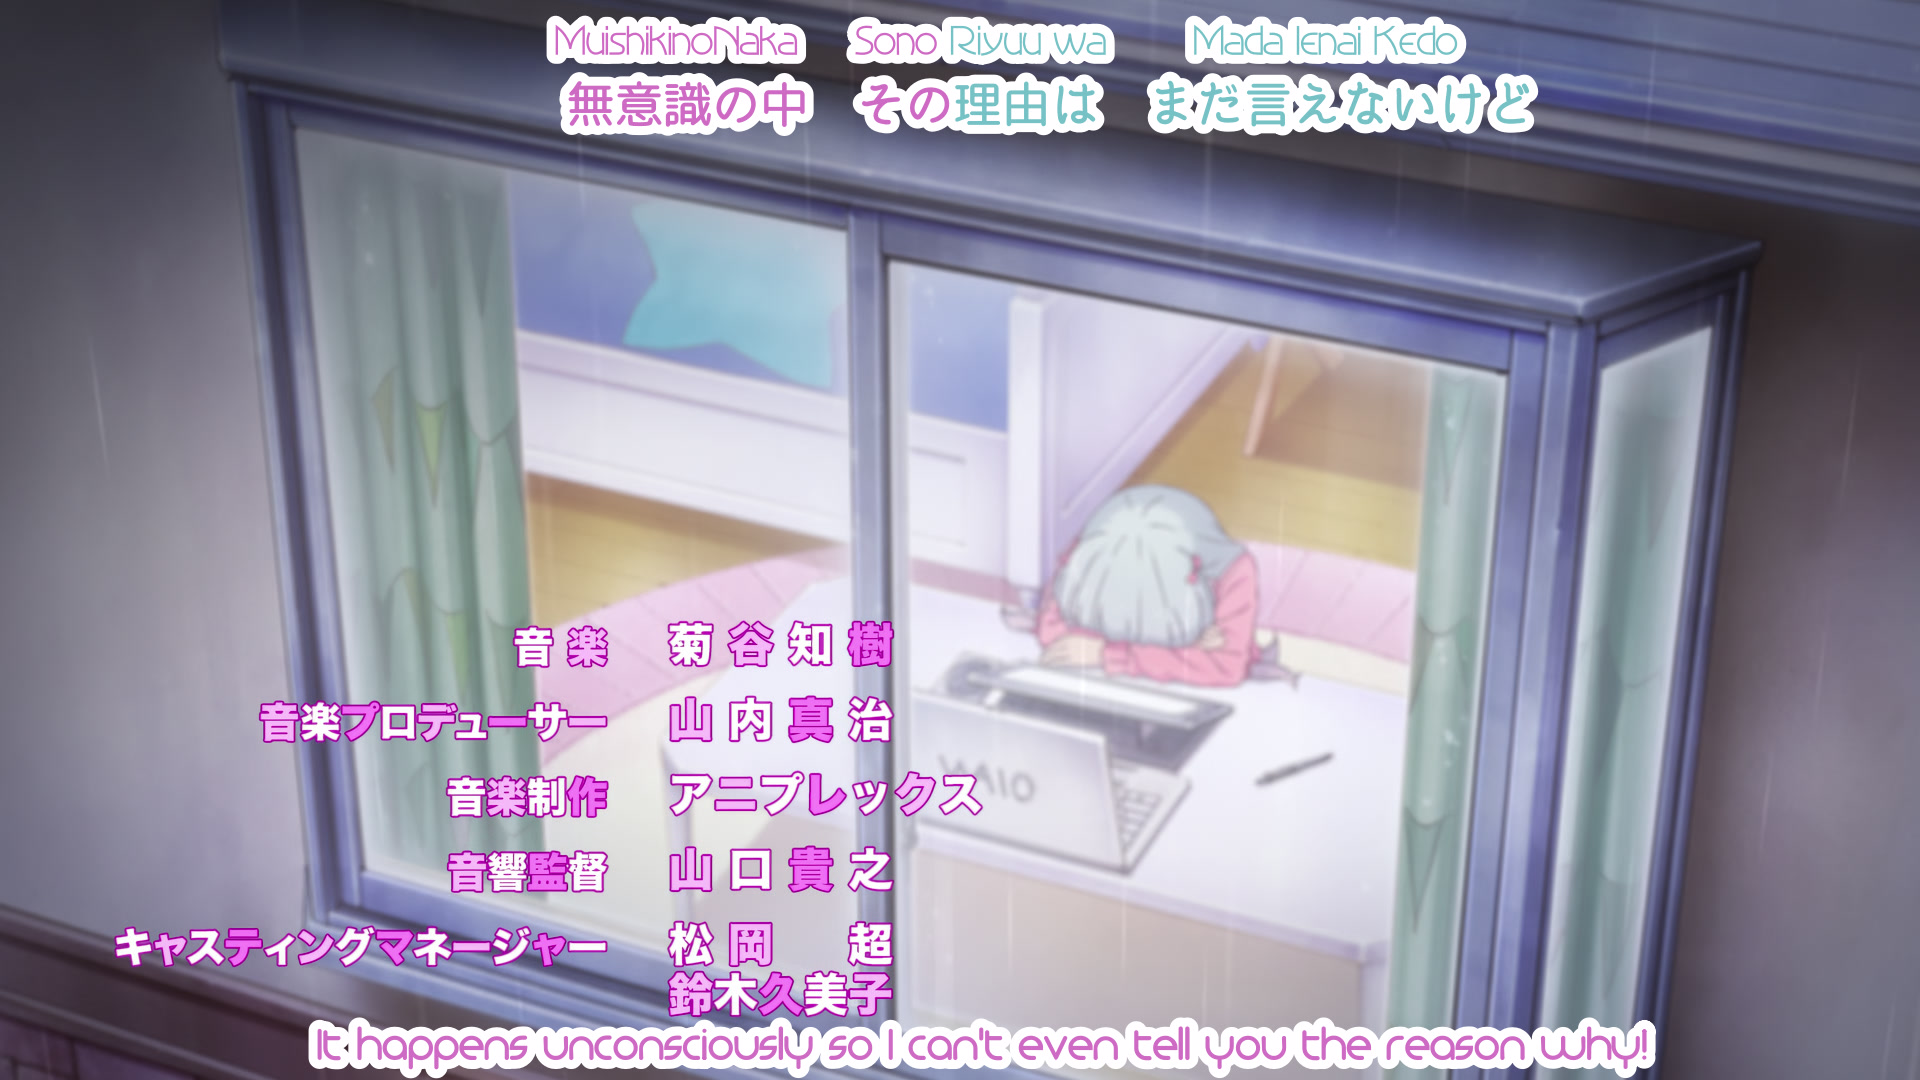 MuishikinoNaka Sono Riyuu wa Mada Ienai Kedo
無意識の中 その理由は まだ言えないけど
音楽 菊谷知樹
音楽プロデューサー 山内真治
音楽制作 アニプレックス
VAIO
音響監督 山口貴之
キャスティングマネージャー 松岡 超
鈴木久美子
It happens unconsciously so I can't even tell you the reason why!